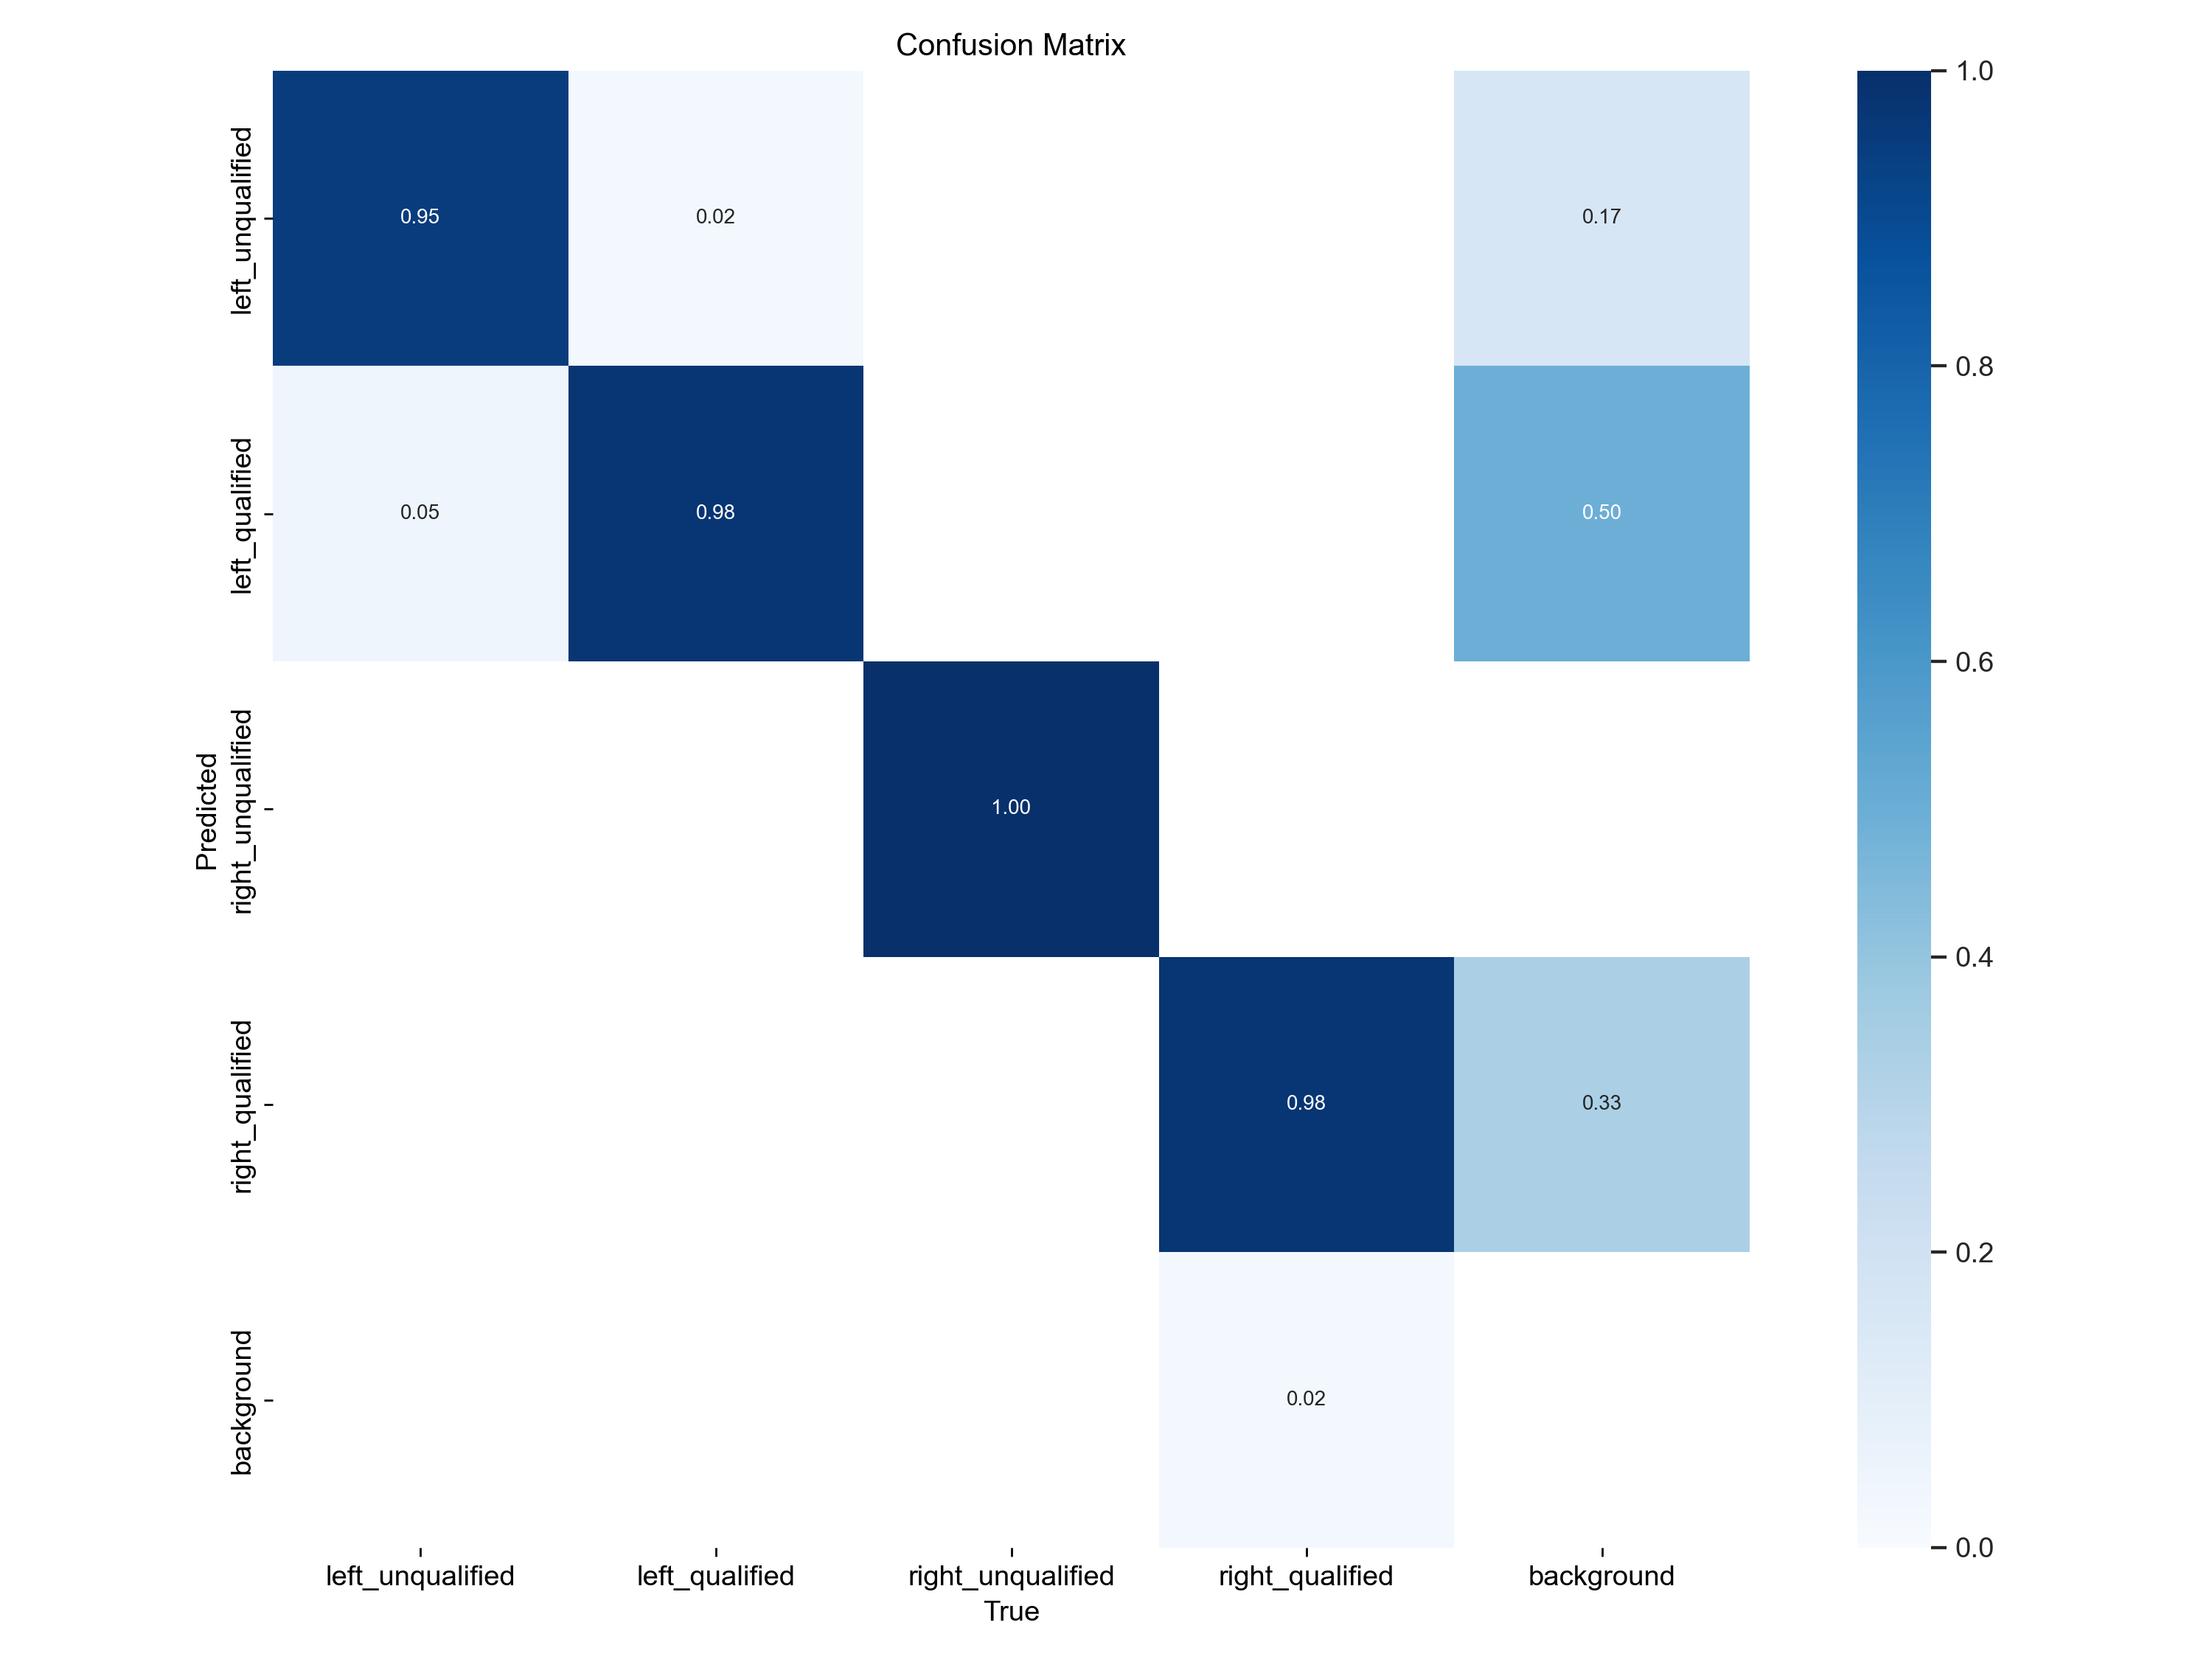 Confusion Matrix
1.0
left_unqualified
0.95
0.02
0.17
0.8
left_qualified
0.05
0.98
0.50
0.6
Predicted
right_unqualified
1.00
0.4
right_qualified
0.98
0.33
0.2
background
0.02
0.0
left_unqualified
left_qualified
right_unqualified
right_qualified
background
True